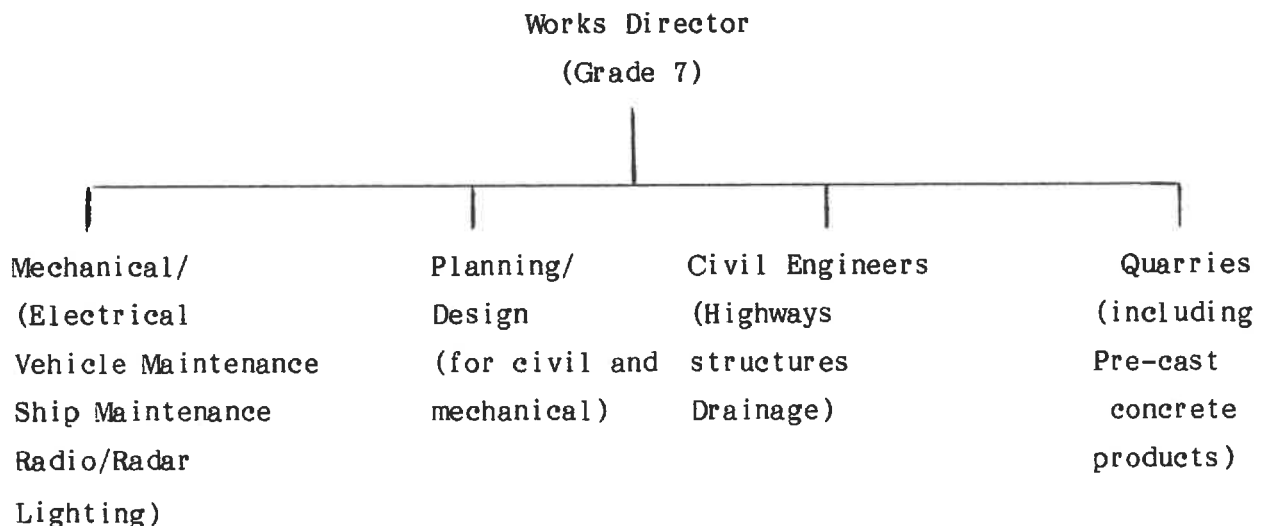 Works Director
(Grade 7)
Mechanical/
(Electrical
Vehicle Maintenance
Ship Maintenance
Radio/Radar
Lighting)
Planning/
Design
(for civil and
mechanical)
Civil Engineers
(Highways
structures
Drainage)
Quarries
(including
Pre-cast
concrete
products)